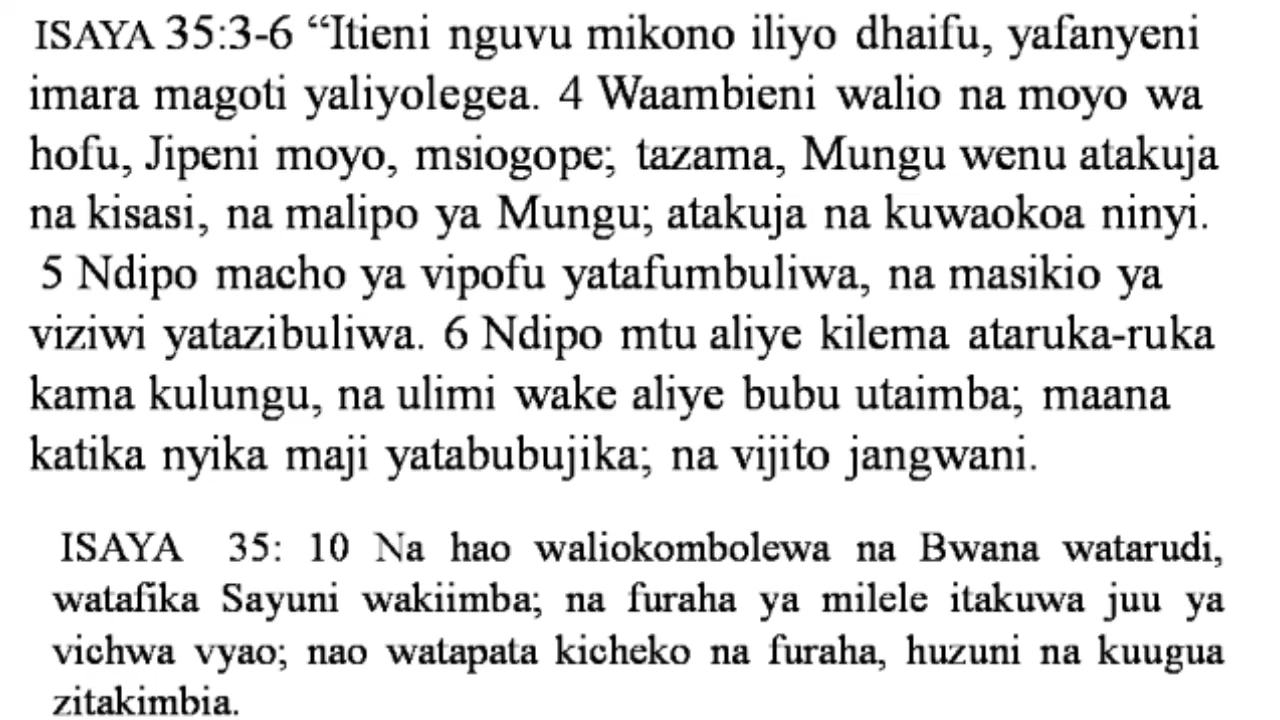 ISAYA 35:3-6 “Itieni nguvu mikono iliyo dhaifu, yafanyeni
imara magoti yaliyolegea. 4 Waambieni walio na moyo wa
hofu, Jipeni moyo, msiogope; tazama, Mungu wenu atakuja
na kisasi, na malipo ya Mungu; atakuja na kuwaokoa ninyi.
5 Ndipo macho ya vipofu yatafumbuliwa, na masikio ya
viziwi yatazibuliwa. 6 Ndipo mtu aliye kilema ataruka-ruka
kama kulungu, na ulimi wake aliye bubu utaimba; maana
katika nyika maji yatabubujika; na vijito jangwani.
ISAYA 35: 10 Na hao waliokombolewa na Bwana watarudi,
watafika Sayuni wakiimba; na furaha ya milele itakuwa juu ya
vichwa vyao; nao watapata kicheko na furaha, huzuni na kuugua
zitakimbia.